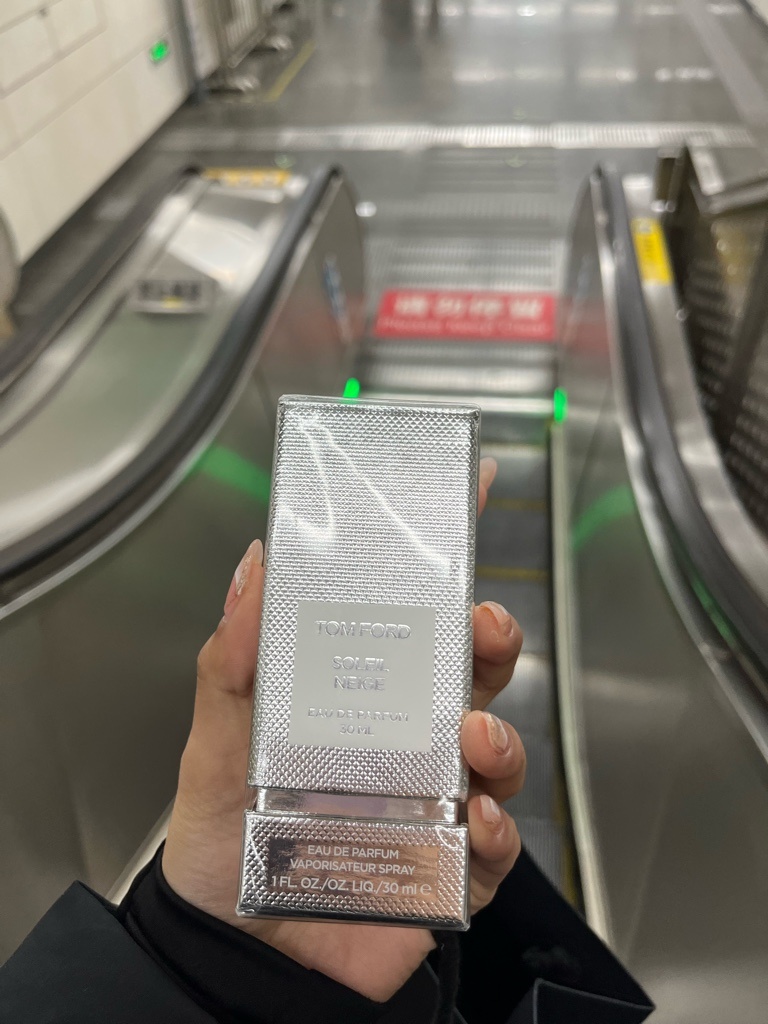 TOM FORD
SOLEIL
NEIGE
EAU DE PARFUM
30 ML
EAU DE PARFUM
VAPORISATEUR SPRAY
1 FL. OZ./OZ. LIQ./30 ml ℮